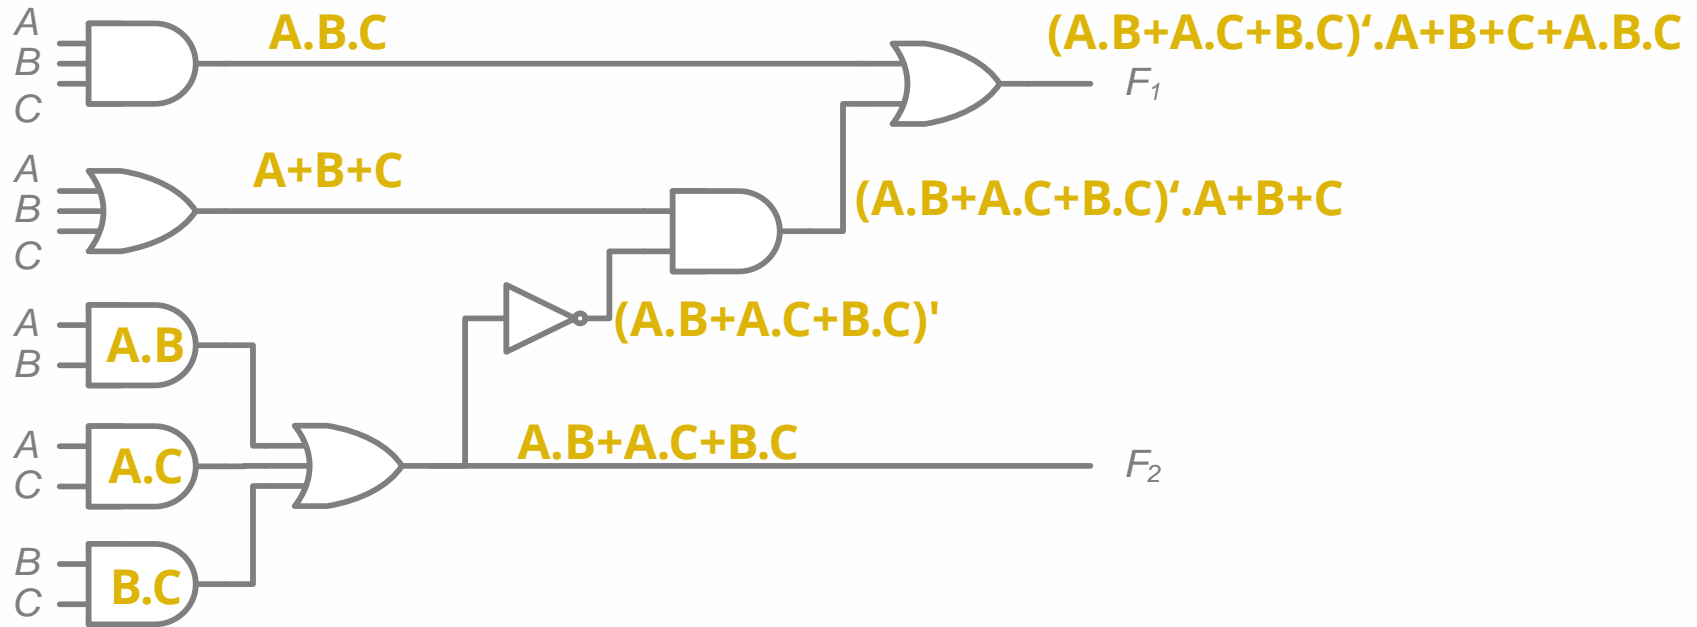 A
B
C
A.B.C
(A.B+A.C+B.C)‘.A+B+C+A.B.C
F1
A
B
C
A+B+C
(A.B+A.C+B.C)‘.A+B+C
A
B
A.B
(A.B+A.C+B.C)'
A
C
A.C
A.B+A.C+B.C
F2
B
C
B.C